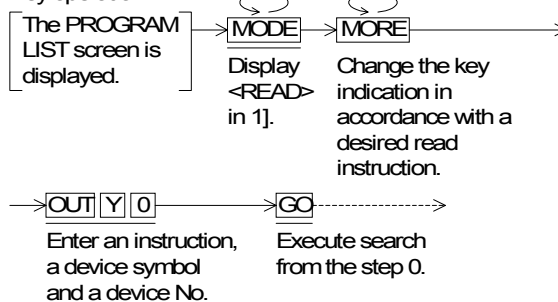 The PROGRAM
LIST screen is
displayed.
MODE
Display
<READ>
in 1].
MORE
Change the key
indication in
accordance with a
desired read
instruction.
OUT Y 0
Enter an instruction,
a device symbol
and a device No.
GO
Execute search
from the step 0.